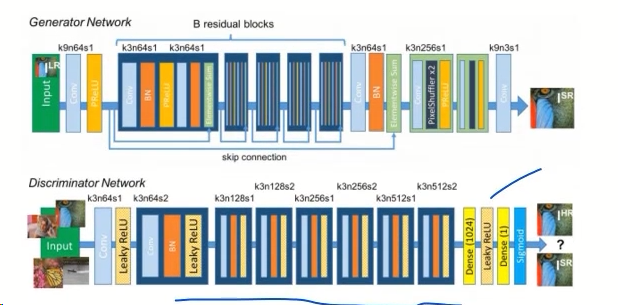 Generator Network
B residual blocks
k9n64s1
k3n64s1 k3n64s1
k3n64s1
k3n256s1
k9n3s1
Input
I LR
Conv
PReLU
Conv
BN
PReLU
Elementwise Sum
Conv
BN
Elementwise Sum
Conv
PixelShuffler x2
PReLU
Conv
I SR
skip connection
Discriminator Network
k3n64s1
k3n64s2
k3n128s1
k3n128s2
k3n256s1
k3n256s2
k3n512s1
k3n512s2
Input
Conv
Leaky ReLU
Conv
BN
Leaky ReLU
Dense (1024)
Leaky ReLU
Dense (1)
Sigmoid
I HR
?
I SR